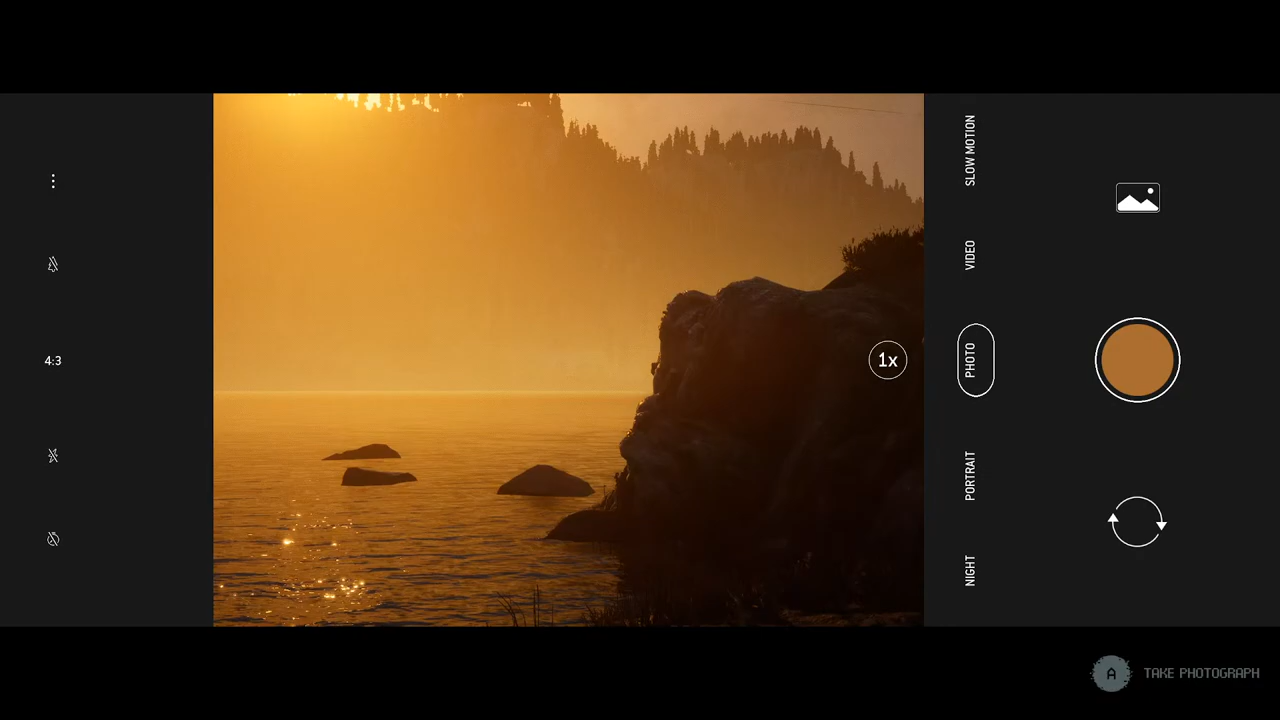 4:3
1x
SLOW MOTION
VIDEO
PHOTO
PORTRAIT
NIGHT
A TAKE PHOTOGRAPH